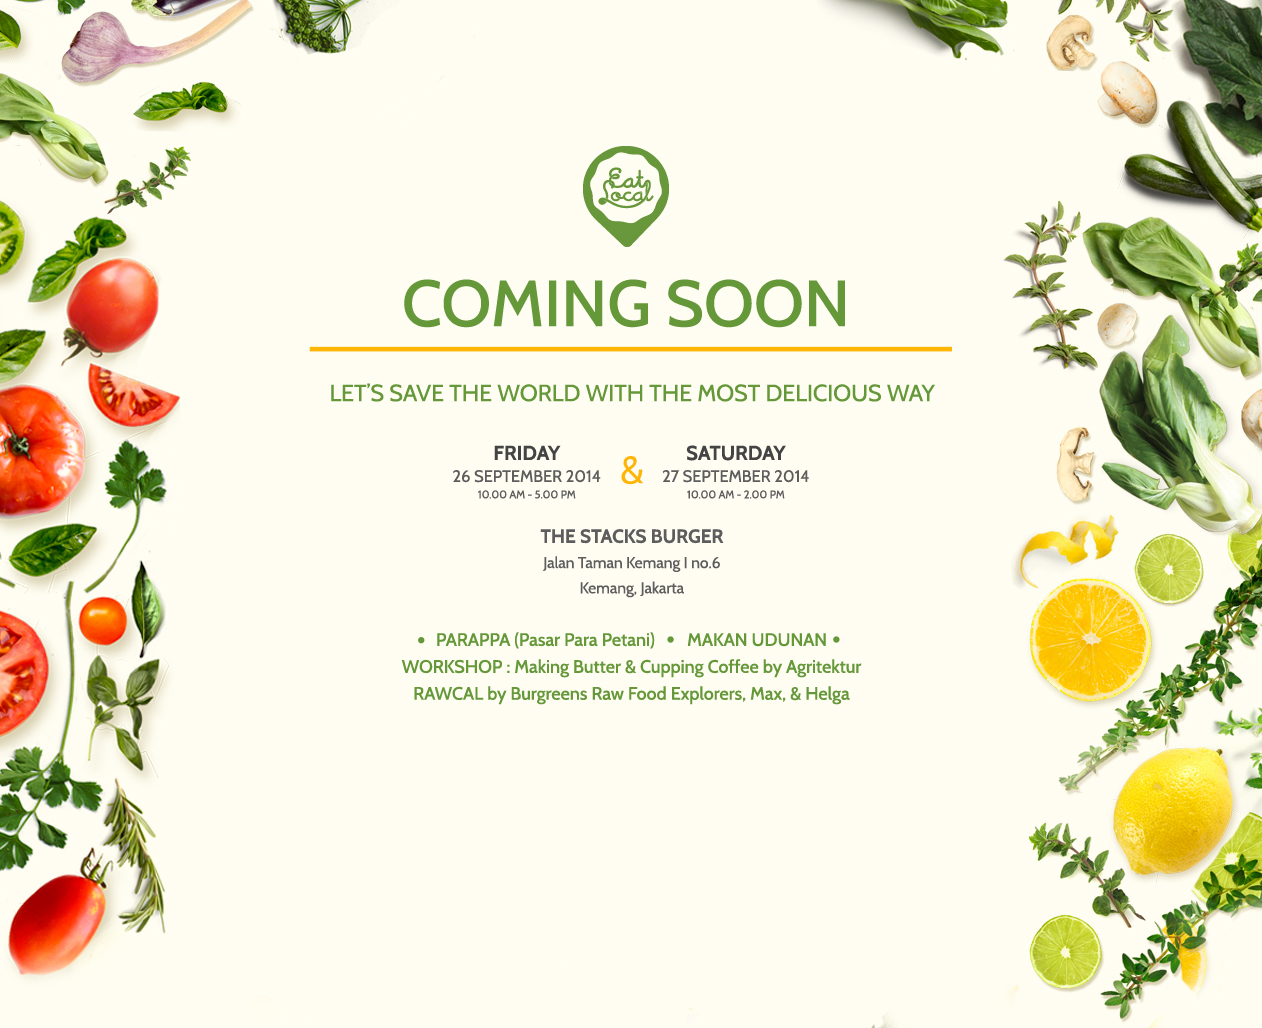 Eat
Local
COMING SOON
LET'S SAVE THE WORLD WITH THE MOST DELICIOUS WAY
FRIDAY
26 SEPTEMBER 2014
10.00 AM - 5.00 PM
&
SATURDAY
27 SEPTEMBER 2014
10.00 AM - 2.00 PM
THE STACKS BURGER
Jalan Taman Kemang I no.6
Kemang, Jakarta
• PARAPPA (Pasar Para Petani) • MAKAN UDUNAN •
WORKSHOP : Making Butter & Cupping Coffee by Agritektur
RAWCAL by Burgreens Raw Food Explorers, Max, & Helga